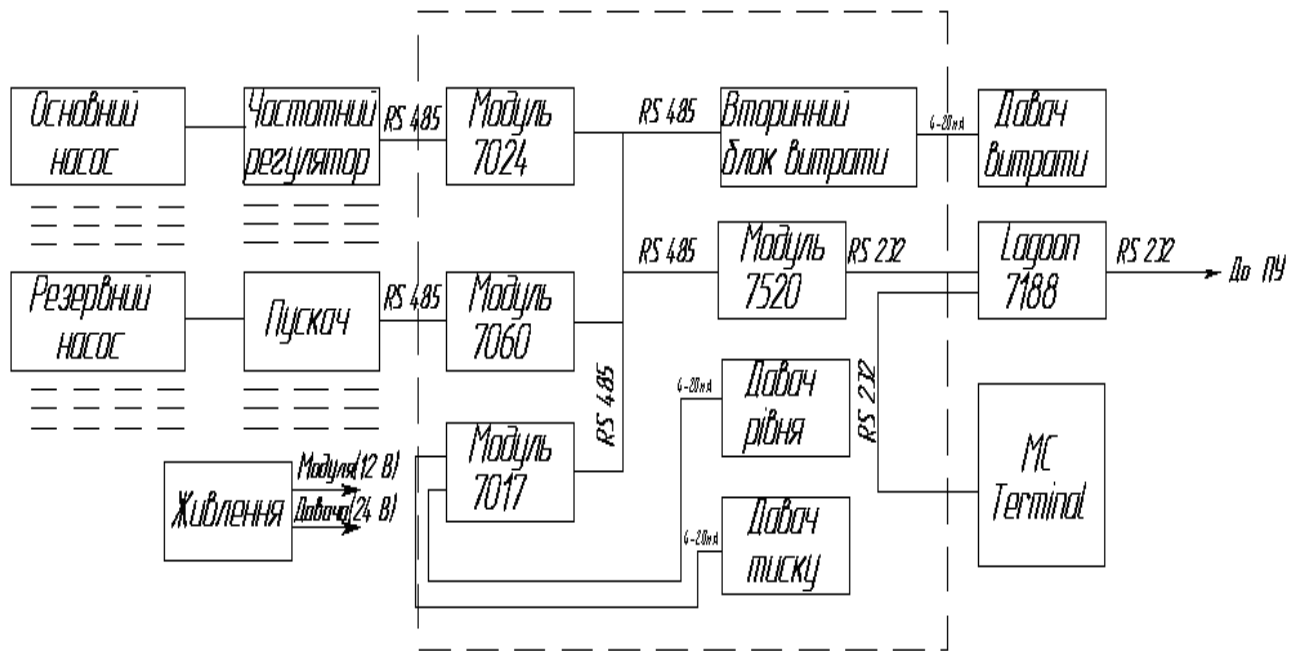 Основний
насос
Частотний
регулятор
RS 485
Модуль
7024
RS 485
Вторинний
блок витрати
4-20мА
Давач
витрати
Резервний
насос
Пускач
RS 485
Модуль
7060
RS 485
Модуль
7520
RS 232
Lagoon
7188
RS 232
До ПУ
RS 485
Модуль
7017
4-20мА
Давач
рівня
RS 232
MC
Terminal
Живлення
Модуля(12 В)
Давача(24 В)
4-20мА
Давач
тиску